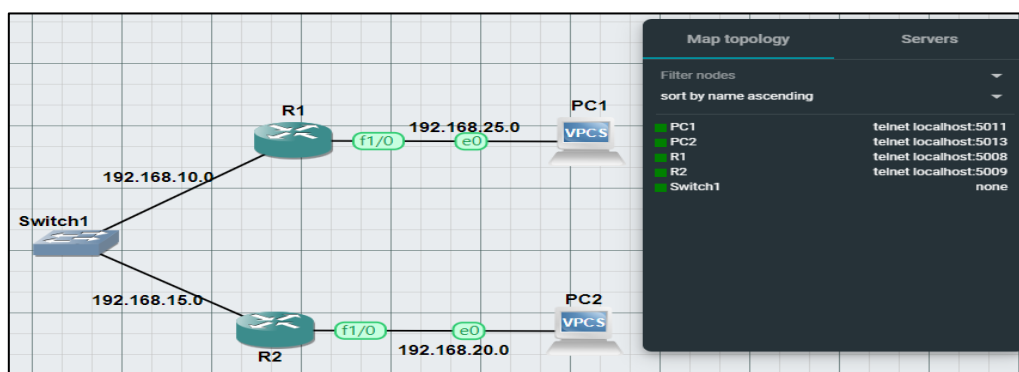 R1
PC1
192.168.25.0
f1/0
e0
VPCS
192.168.10.0
Switch1
192.168.15.0
PC2
f1/0
e0
VPCS
192.168.20.0
R2
Map topology Servers
Filter nodes
sort by name ascending
PC1 telnet localhost:5011
PC2 telnet localhost:5013
R1 telnet localhost:5008
R2 telnet localhost:5009
Switch1 none